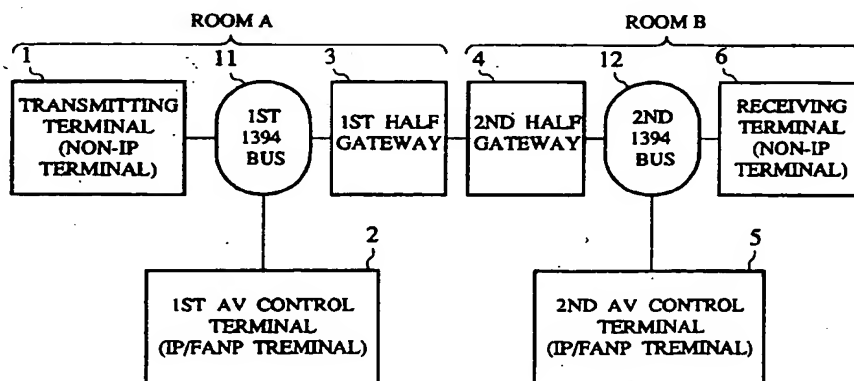 ROOM A
ROOM B
1
11
3
4
12
6
TRANSMITTING
TERMINAL
(NON-IP
TERMINAL)
1ST
1394
BUS
1ST HALF
GATEWAY
2ND HALF
GATEWAY
2ND
1394
BUS
RECEIVING
TERMINAL
(NON-IP
TERMINAL)
2
5
1ST AV CONTROL
TERMINAL
(IP/FANP TREMINAL)
2ND AV CONTROL
TERMINAL
(IP/FANP TREMINAL)